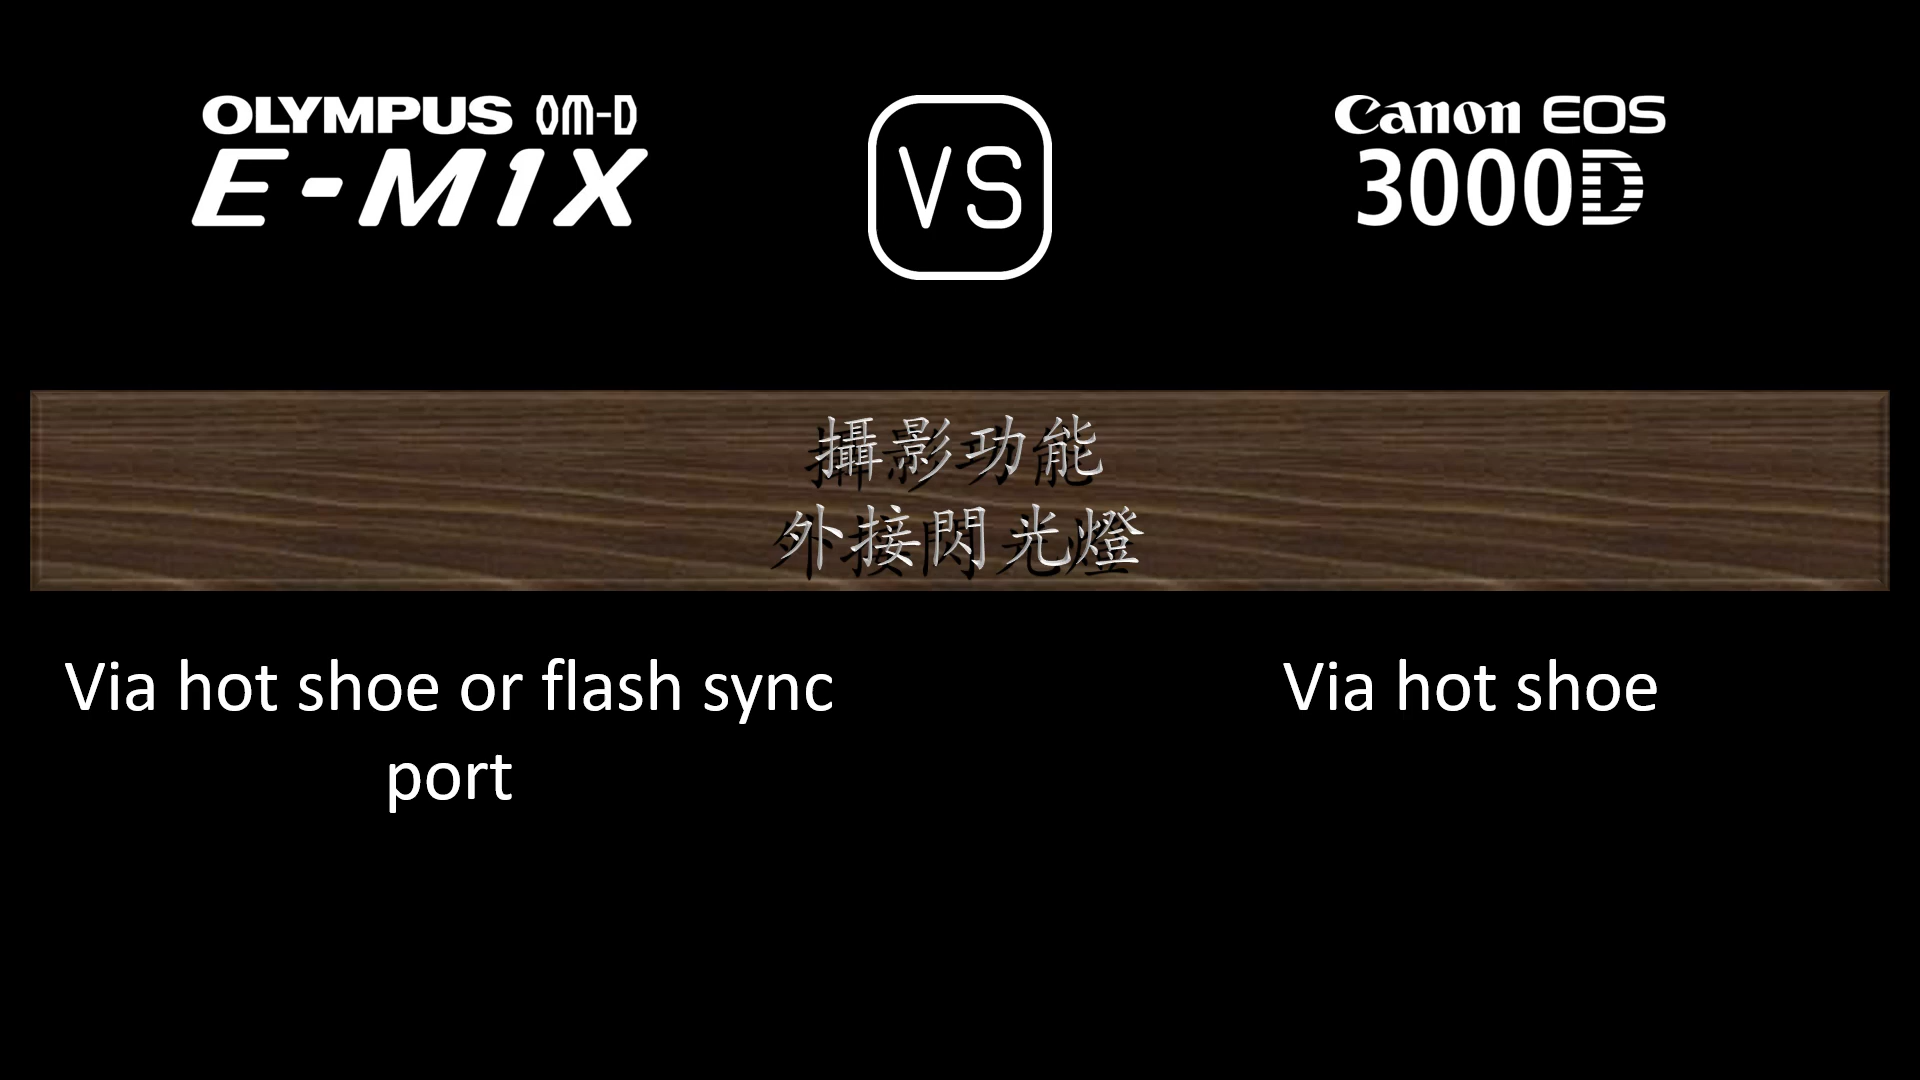 OLYMPUS OM-D
E-M1X
VS
Canon EOS
3000D
攝影功能
外接閃光燈
Via hot shoe or flash sync
port
Via hot shoe